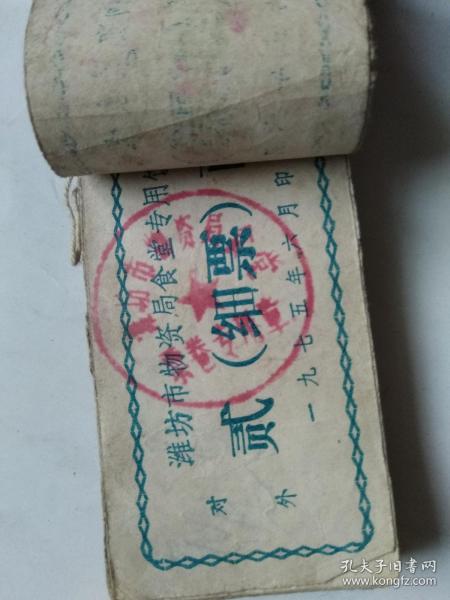 潍坊市物资局食堂专用
贰（细票）
对外
一九七五年六月印
孔夫子旧书网
www.kongfz.com